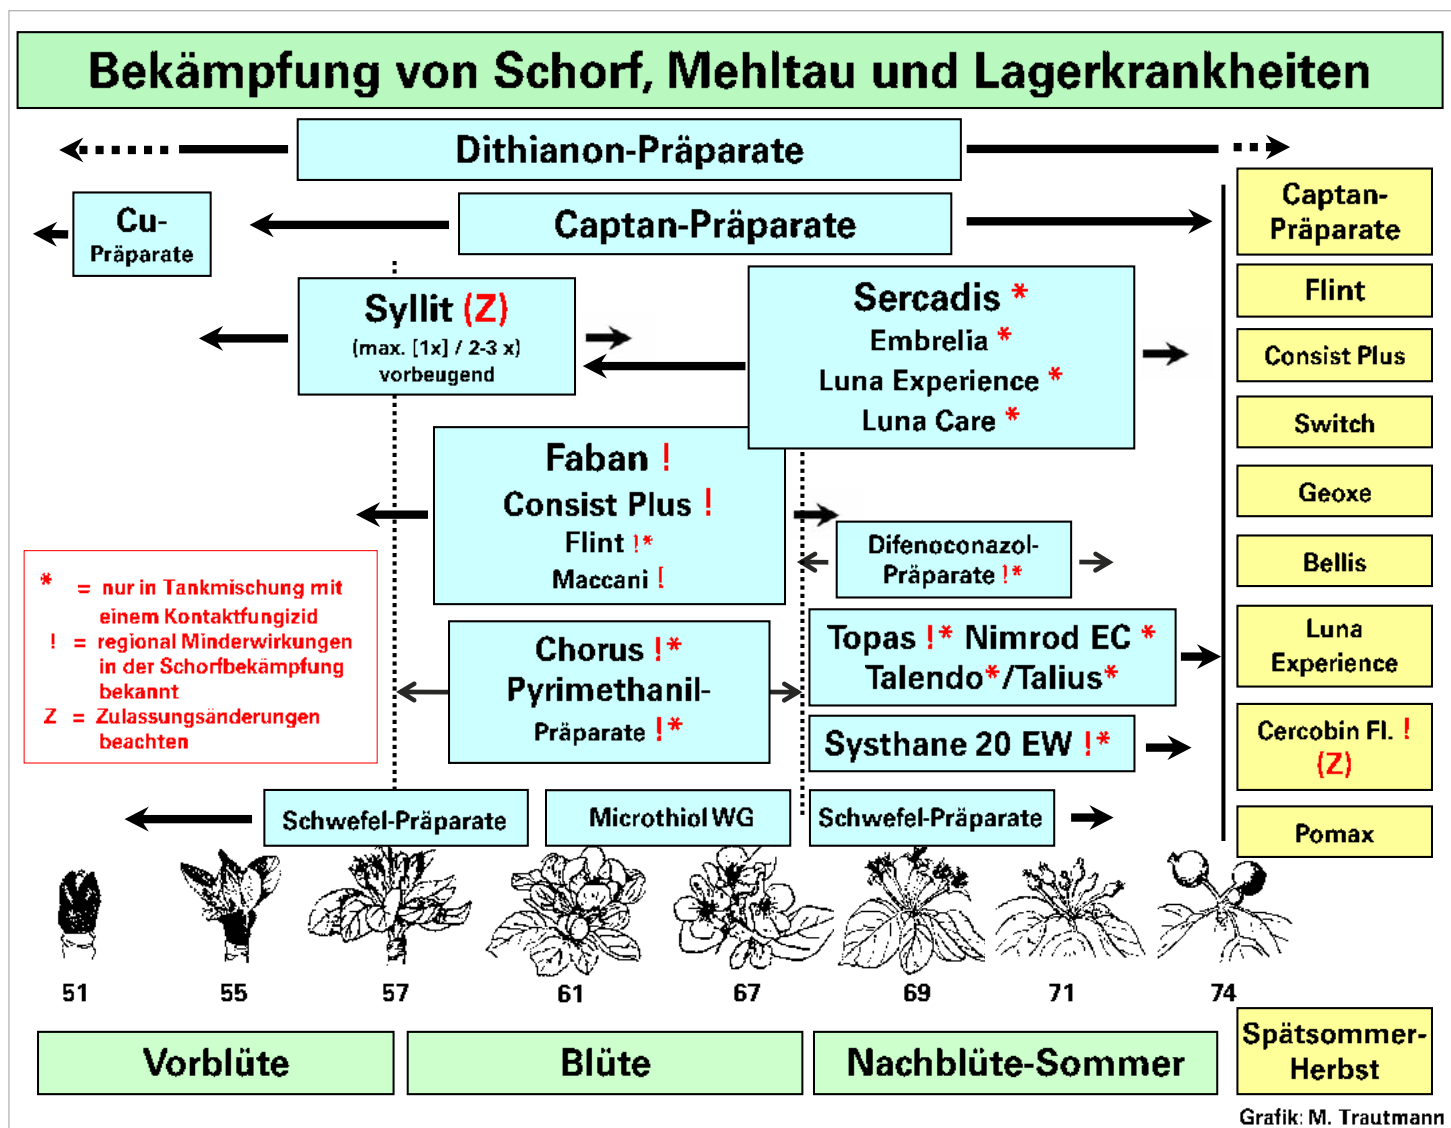 Bekämpfung von Schorf, Mehltau und Lagerkrankheiten
Dithianon-Präparate
Cu-
Präparate
Captan-Präparate
Syllit (Z)
(max. [1x] / 2-3 x)
vorbeugend
Sercadis *
Embrelia *
Luna Experience *
Luna Care *
Faban !
Consist Plus !
Flint !*
Maccani !
Difenoconazol-
Präparate !*
* = nur in Tankmischung mit
einem Kontaktfungizid
! = regional Minderwirkungen
in der Schorfbekämpfung
bekannt
Z = Zulassungsänderungen
beachten
Chorus !*
Pyrimethanil-
Präparate !*
Topas !* Nimrod EC *
Talendo*/Talius*
Systhane 20 EW !*
Schwefel-Präparate
Microthiol WG
Schwefel-Präparate
Captan-
Präparate
Flint
Consist Plus
Switch
Geoxe
Bellis
Luna
Experience
Cercobin Fl. !
(Z)
Pomax
51 55 57 61 67 69 71 74
Vorblüte
Blüte
Nachblüte-Sommer
Spätsommer-
Herbst
Grafik: M. Trautmann